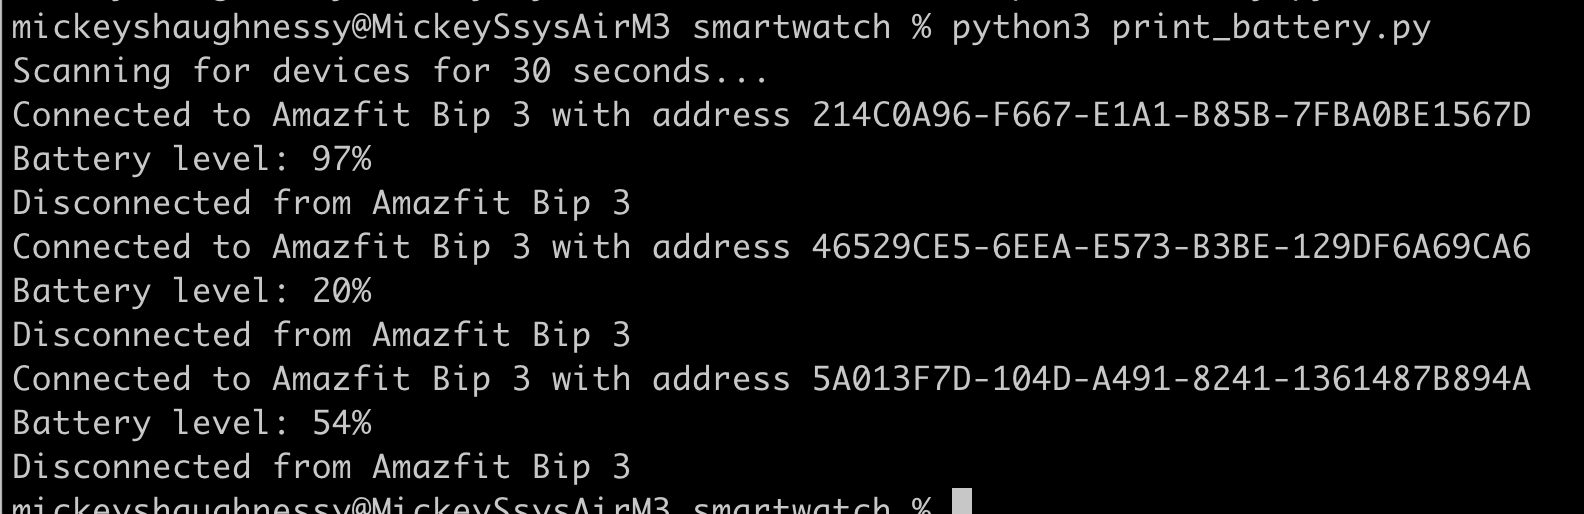 mickeyshaughnessy@MickeySsysAirM3 smartwatch % python3 print_battery.py
Scanning for devices for 30 seconds...
Connected to Amazfit Bip 3 with address 214C0A96-F667-E1A1-B85B-7FBA0BE1567D
Battery level: 97%
Disconnected from Amazfit Bip 3
Connected to Amazfit Bip 3 with address 46529CE5-6EEA-E573-B3BE-129DF6A69CA6
Battery level: 20%
Disconnected from Amazfit Bip 3
Connected to Amazfit Bip 3 with address 5A013F7D-104D-A491-8241-1361487B894A
Battery level: 54%
Disconnected from Amazfit Bip 3
mickeyshaughnessy@MickeySsysAirM3 smartwatch %